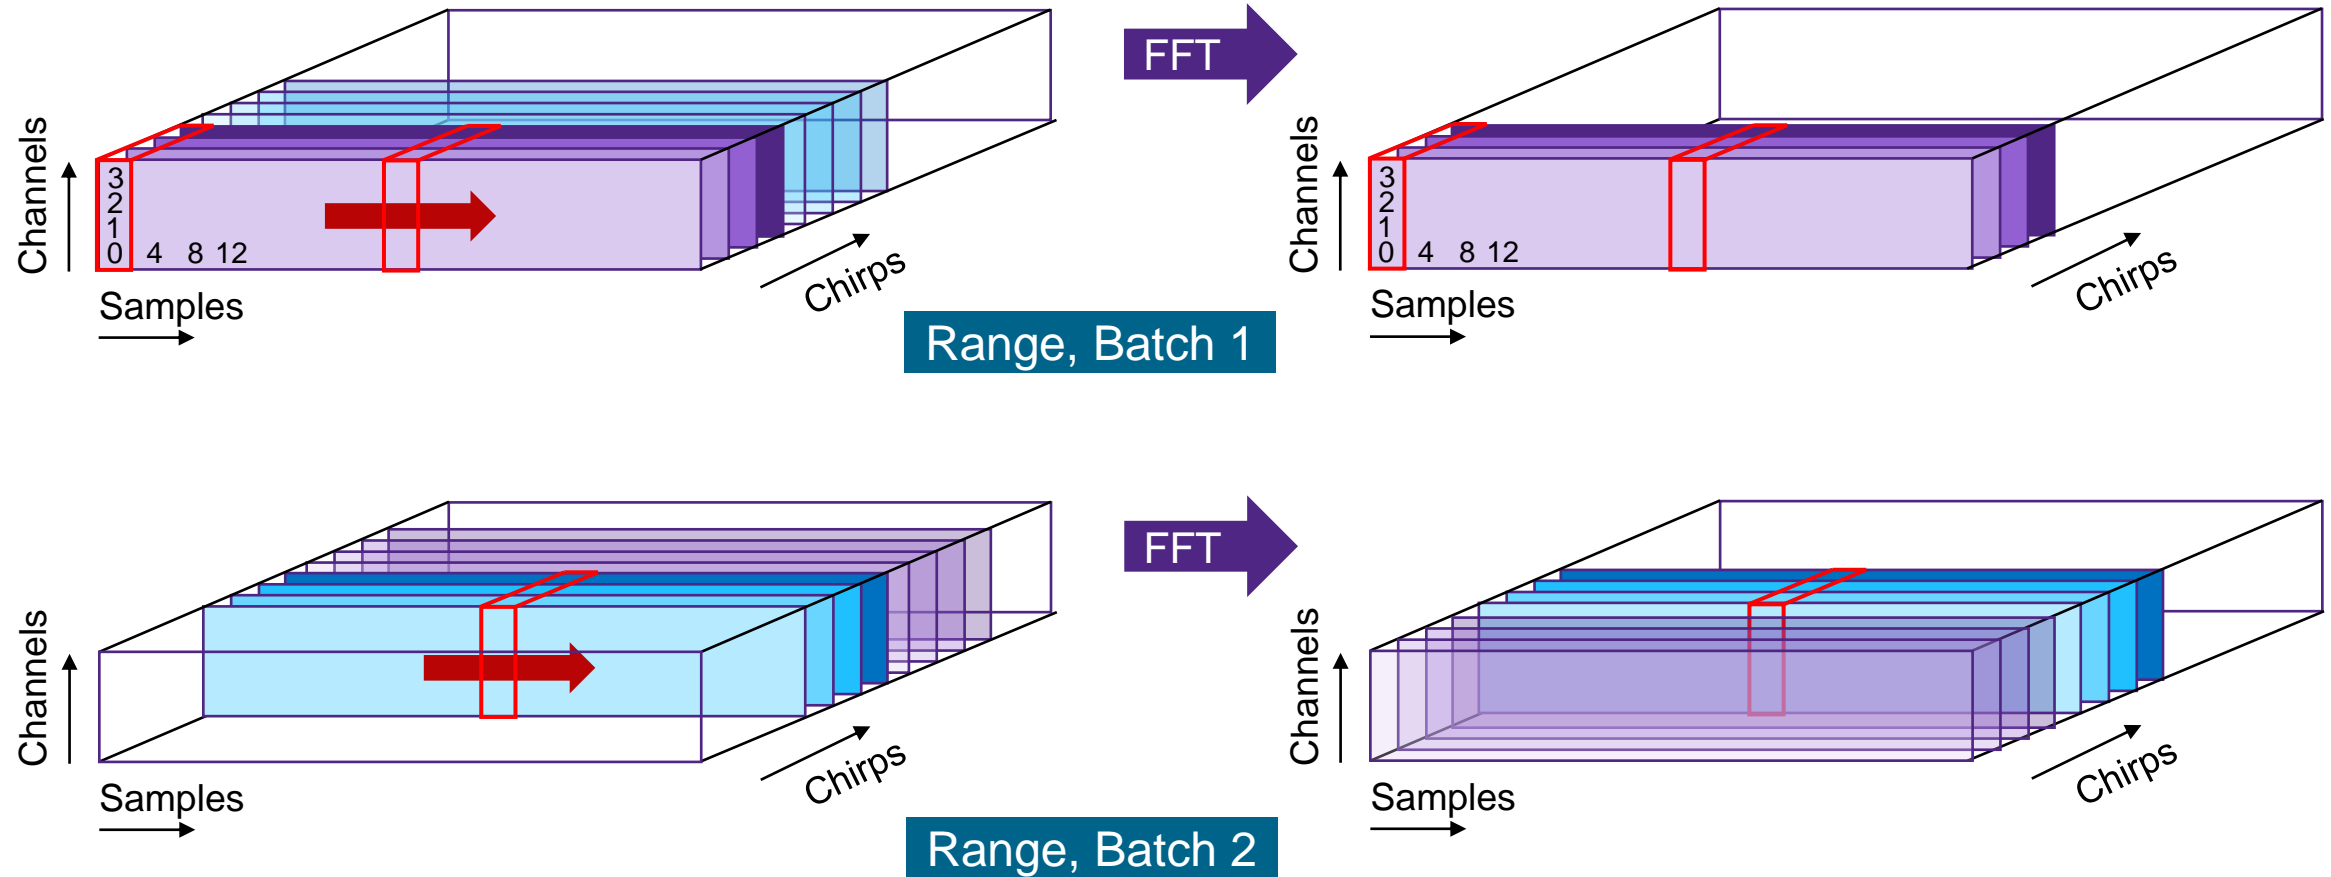 FFT
Channels
3
2
1
0 4 8 12
Samples
Chirps
Channels
3
2
1
0 4 8 12
Samples
Chirps
Range, Batch 1
FFT
Channels
Samples
Chirps
Channels
Samples
Chirps
Range, Batch 2